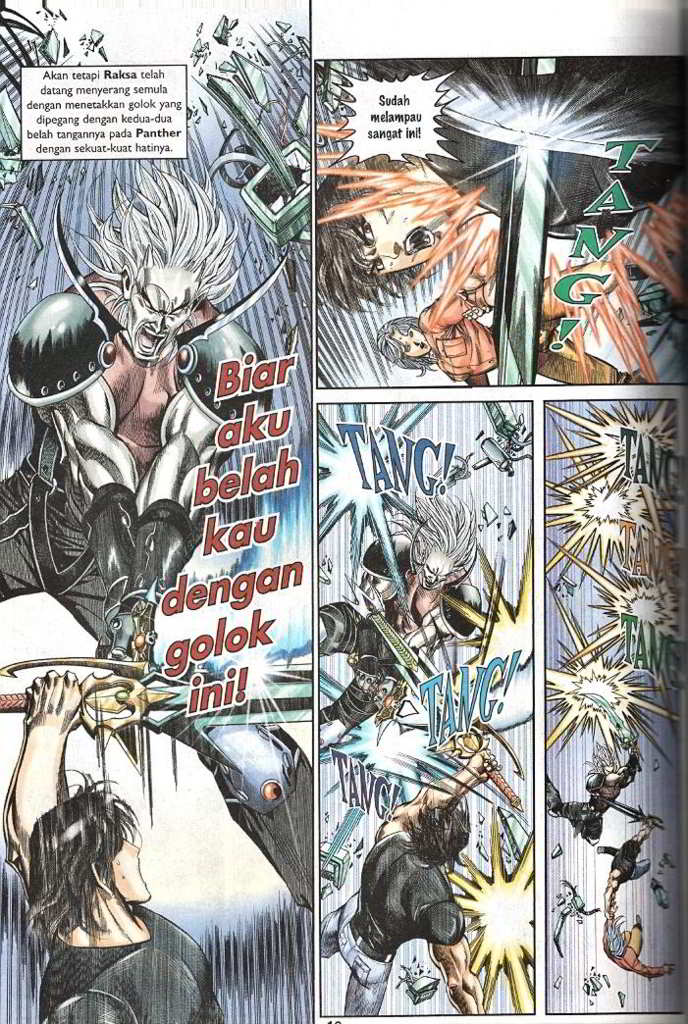 Akan tetapi Raksa telah
datang menyerang semula
dengan menetakkan golok yang
dipegang dengan kedua-dua
belah tangannya pada Panther
dengan sekuat-kuat hatinya.
Biar
aku
belah
kau
dengan
golok
ini!
Sudah
melampau
sangat ini!
TANG!
TANG!
TANG!
TANG!
TANG
TANG
TANG